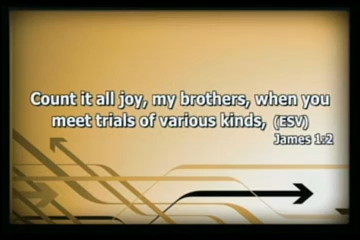 Count it all joy, my brothers, when you
meet trials of various kinds, (ESV)
James 1:2